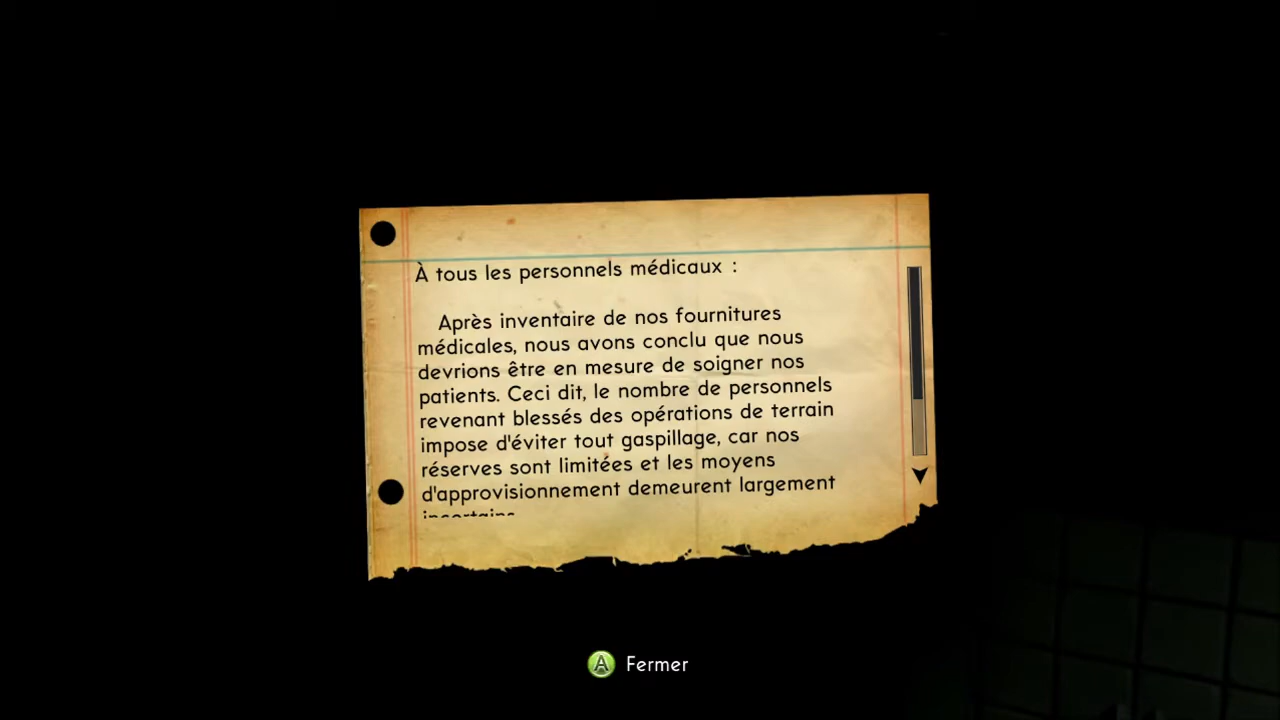 À tous les personnels médicaux :
Après inventaire de nos fournitures
médicales, nous avons conclu que nous
devrions être en mesure de soigner nos
patients. Ceci dit, le nombre de personnels
revenant blessés des opérations de terrain
impose d'éviter tout gaspillage, car nos
réserves sont limitées et les moyens
d'approvisionnement demeurent largement
incertains
A Fermer